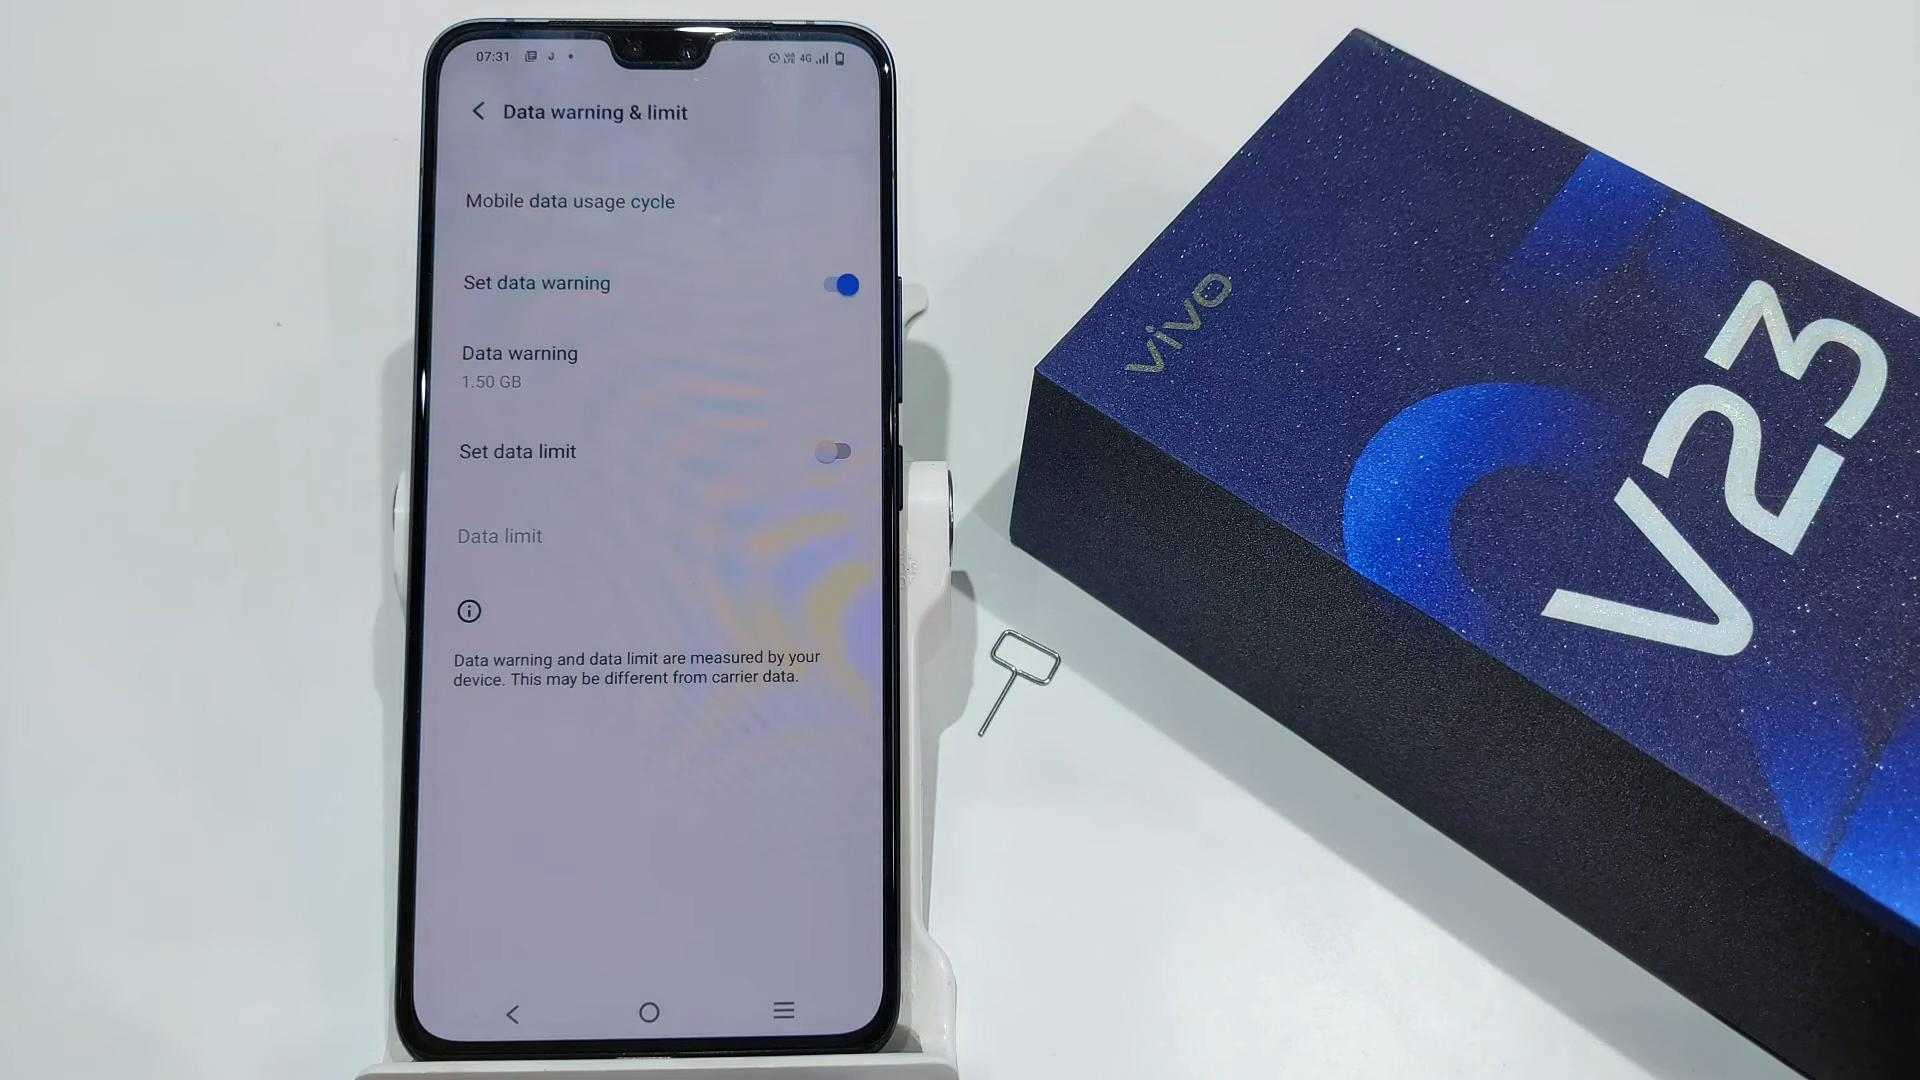 07:31 J 4G
Data warning & limit
Mobile data usage cycle
Set data warning
Data warning
1.50 GB
Set data limit
Data limit
Data warning and data limit are measured by your
device. This may be different from carrier data.
vivo
V23